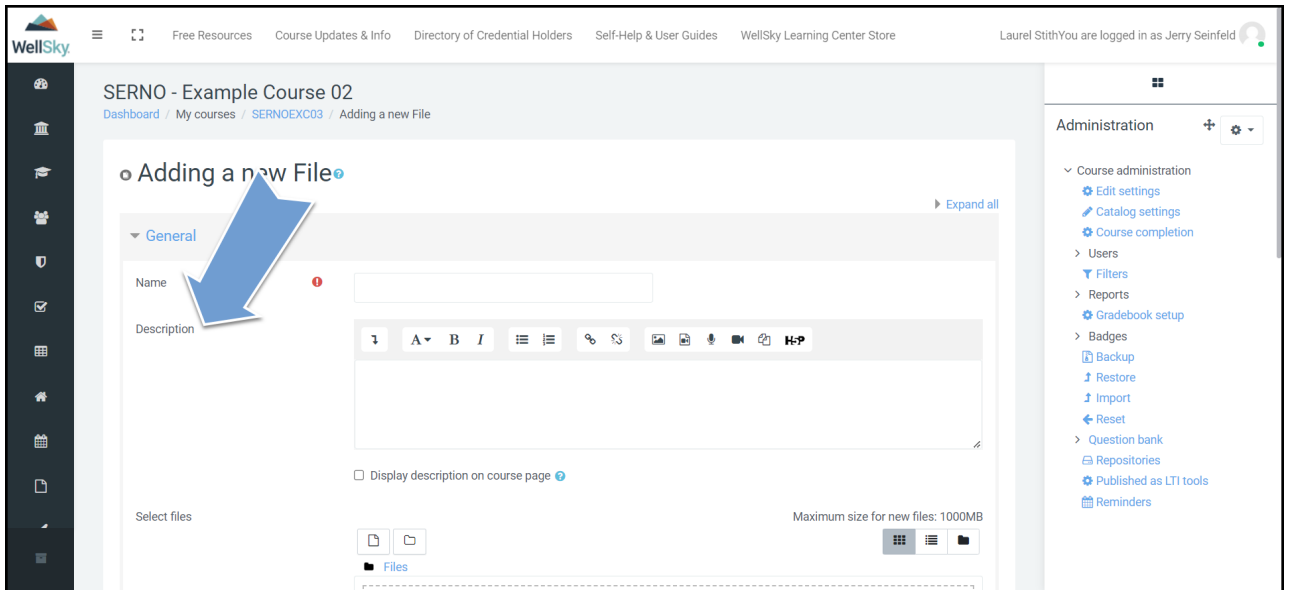 WellSky
Free Resources Course Updates & Info Directory of Credential Holders Self-Help & User Guides WellSky Learning Center Store Laurel StithYou are logged in as Jerry Seinfeld
SERNO - Example Course 02
Dashboard / My courses / SERNOEXC03 / Adding a new File
Adding a new File
Expand all
General
Name
Description
A B I H5P
Display description on course page
Select files Maximum size for new files: 1000MB
Files
Administration
Course administration
Edit settings
Catalog settings
Course completion
Users
Filters
Reports
Gradebook setup
Badges
Backup
Restore
Import
Reset
Question bank
Repositories
Published as LTI tools
Reminders